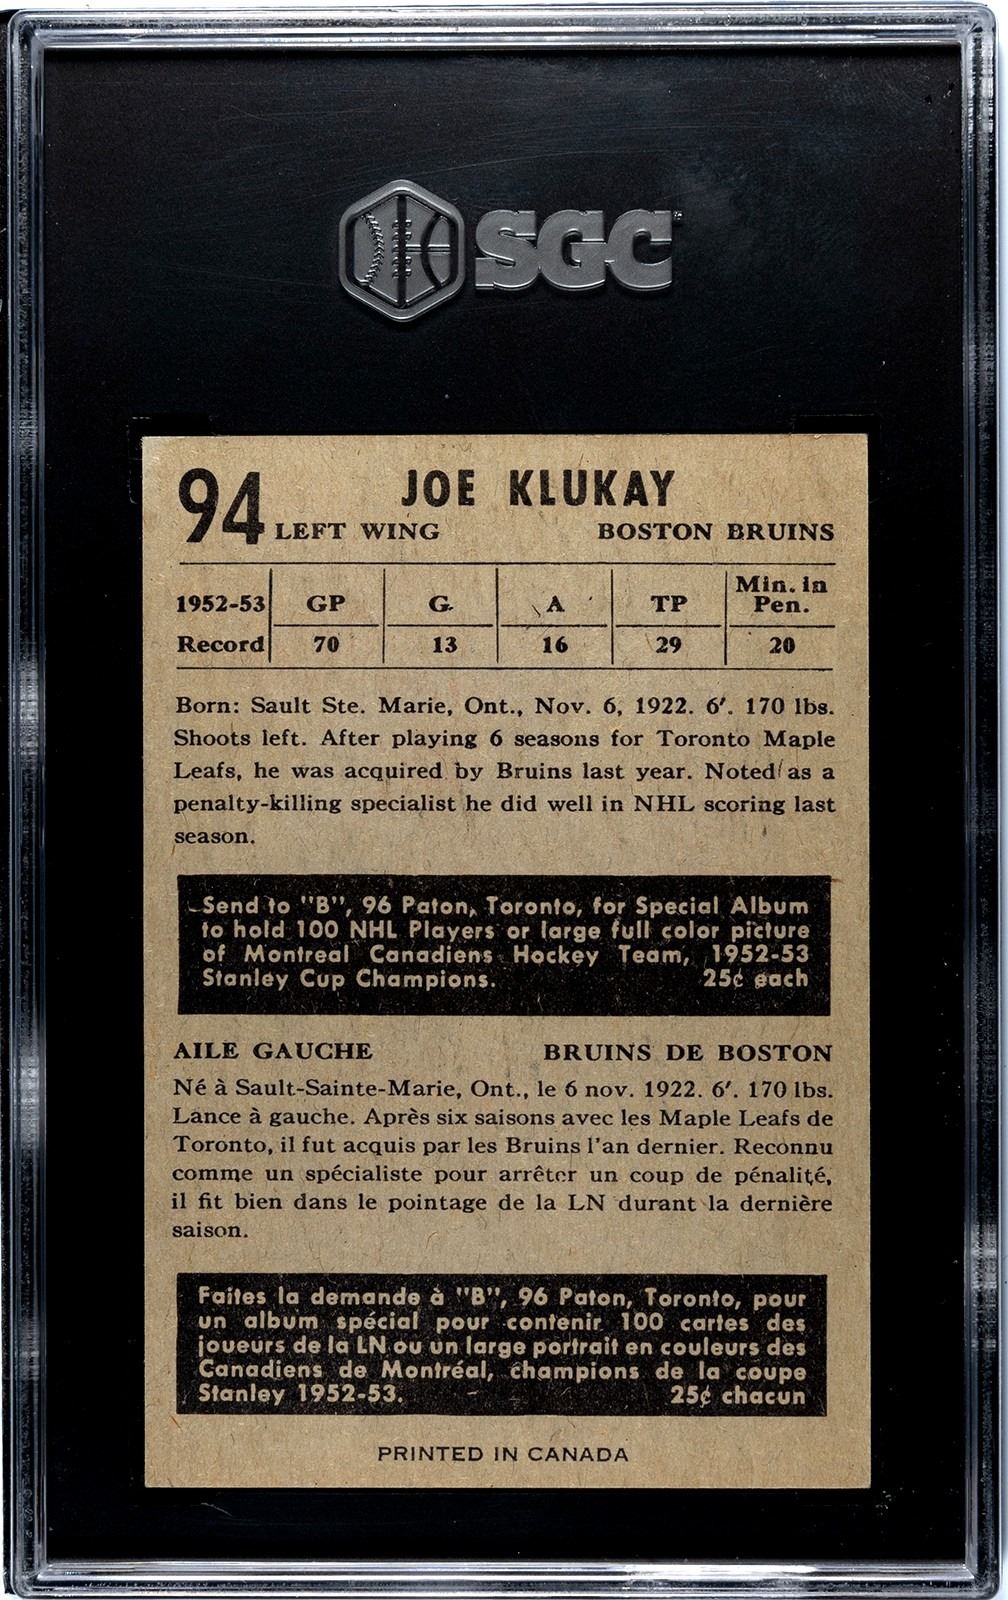 SGC
94 JOE KLUKAY
LEFT WING BOSTON BRUINS
1952-53 GP G. A TP Min. in Pen.
Record 70 13 16 29 20
Born: Sault Ste. Marie, Ont., Nov. 6, 1922. 6'. 170 lbs.
Shoots left. After playing 6 seasons for Toronto Maple
Leafs, he was acquired by Bruins last year. Noted as a
penalty-killing specialist he did well in NHL scoring last
season.
Send to "B", 96 Paton, Toronto, for Special Album
to hold 100 NHL Players or large full color picture
of Montreal Canadiens Hockey Team, 1952-53
Stanley Cup Champions. 25¢ each
AILE GAUCHE BRUINS DE BOSTON
Né à Sault-Sainte-Marie, Ont., le 6 nov. 1922. 6'. 170 lbs.
Lance à gauche. Après six saisons avec les Maple Leafs de
Toronto, il fut acquis par les Bruins l'an dernier. Reconnu
comme un spécialiste pour arrêter un coup de pénalité,
il fit bien dans le pointage de la LN durant la dernière
saison.
Faites la demande à "B", 96 Paton, Toronto, pour
un album spécial pour contenir 100 cartes des
joueurs de la LN ou un large portrait en couleurs des
Canadiens de Montréal, champions de la coupe
Stanley 1952-53. 25¢ chacun
PRINTED IN CANADA